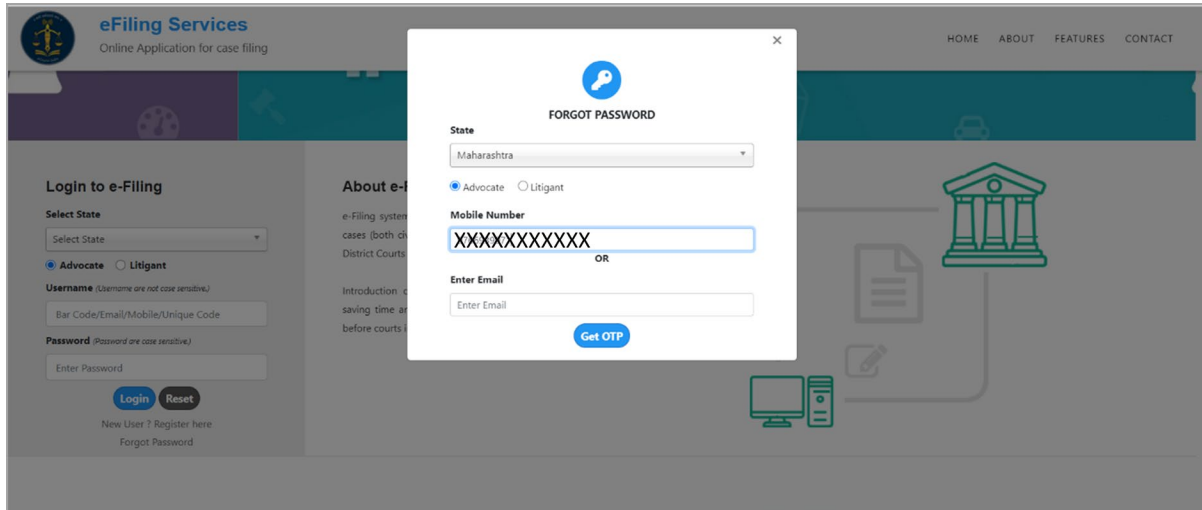 eFiling Services
Online Application for case filing
HOME ABOUT FEATURES CONTACT
×
FORGOT PASSWORD
State
Maharashtra
Advocate Litigant
Mobile Number
XXXXXXXXXXX
OR
Enter Email
Enter Email
Get OTP
Login to e-Filing
Select State
Select State
Advocate Litigant
Username (Username are not case sensitive.)
Bar Code/Email/Mobile/Unique Code
Password (Password are case sensitive.)
Enter Password
Login Reset
New User ? Register here
Forgot Password
About e-F
e-Filing system
cases (both civ
District Courts
Introduction
saving time ar
before courts i